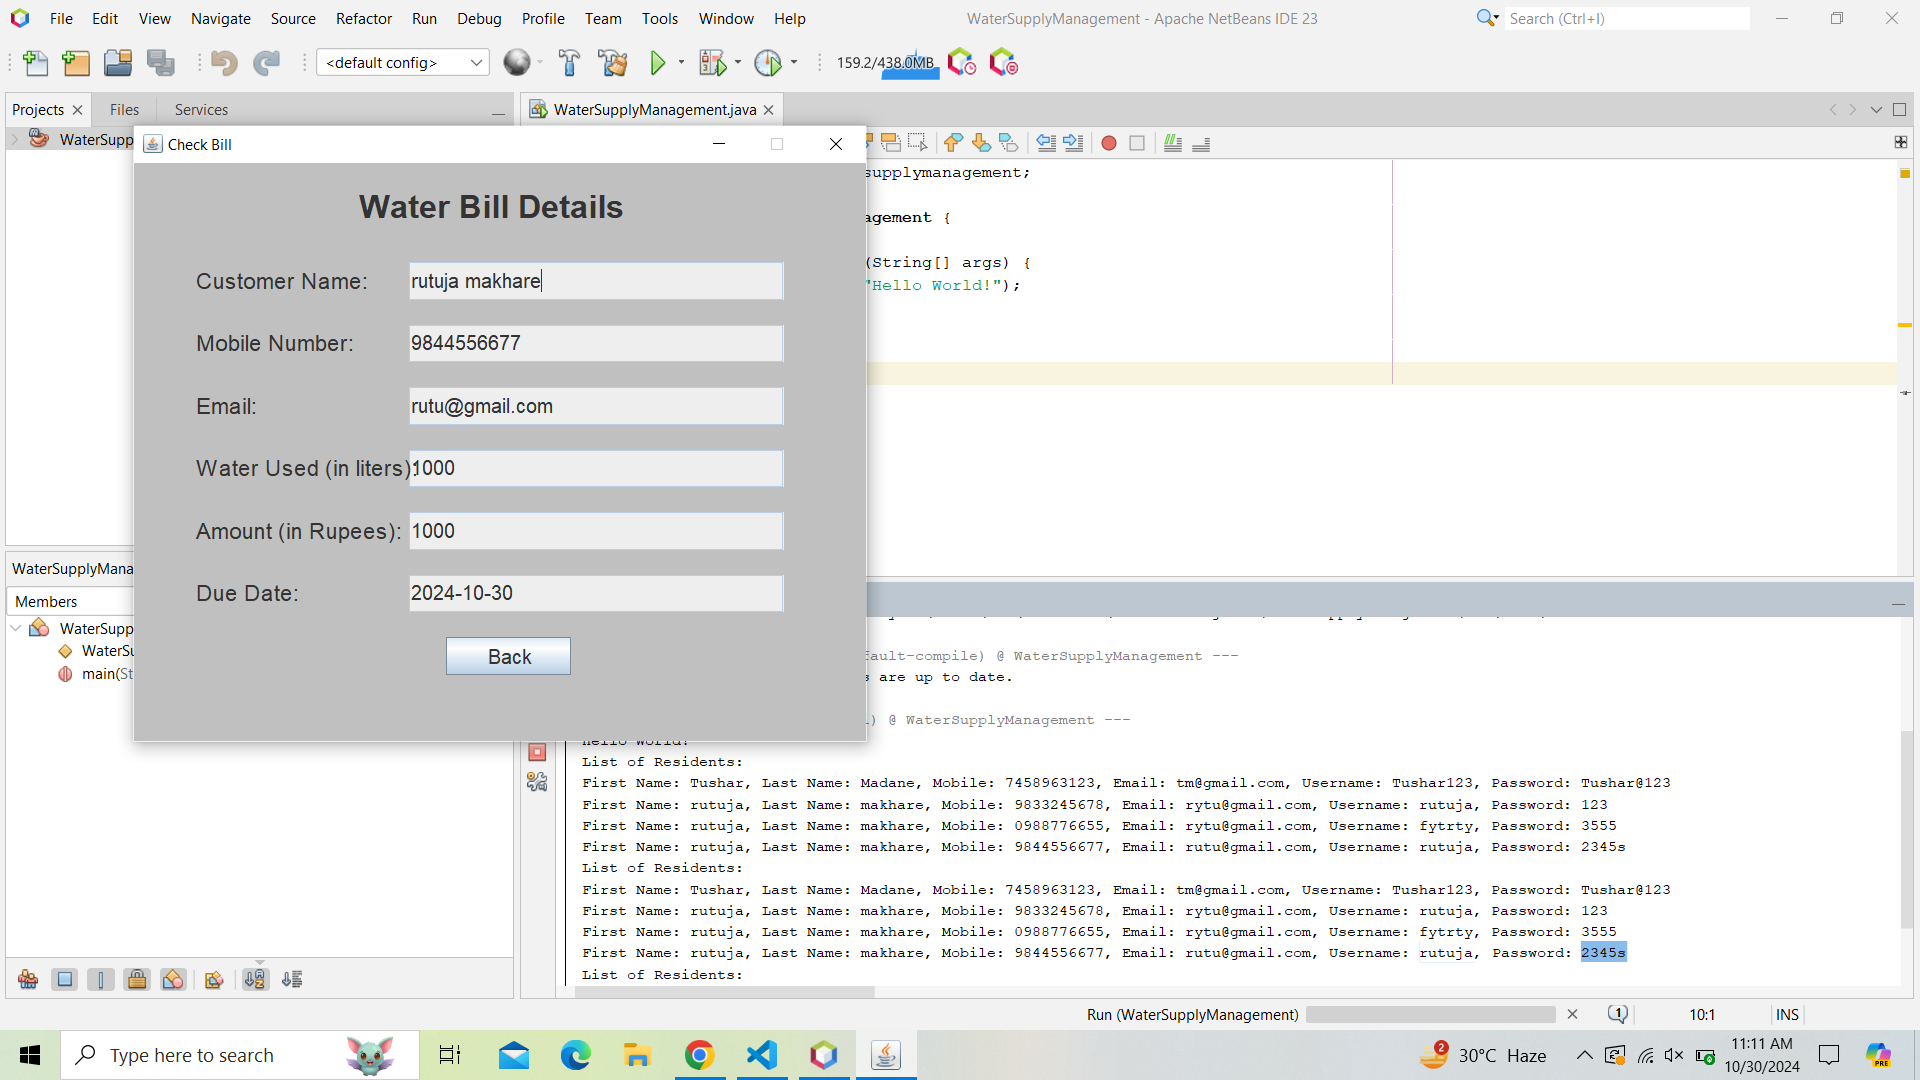 File Edit View Navigate Source Refactor Run Debug Profile Team Tools Window Help
WaterSupplyManagement - Apache NetBeans IDE 23
Search (Ctrl+I)
<default config>
159.2/438.0MB
Projects Files Services
WaterSupplyManagement.java
WaterSupp
Check Bill
Water Bill Details
Customer Name: rutuja makhare
Mobile Number: 9844556677
Email: rutu@gmail.com
Water Used (in liters): 1000
Amount (in Rupees): 1000
Due Date: 2024-10-30
Back
supplymanagement;
agement {
(String[] args) {
"Hello World!");
WaterSupplyMana
Members
WaterSupp
WaterSu
main(St
fault-compile) @ WaterSupplyManagement ---
s are up to date.
) @ WaterSupplyManagement ---
Hello World!
List of Residents:
First Name: Tushar, Last Name: Madane, Mobile: 7458963123, Email: tm@gmail.com, Username: Tushar123, Password: Tushar@123
First Name: rutuja, Last Name: makhare, Mobile: 9833245678, Email: rytu@gmail.com, Username: rutuja, Password: 123
First Name: rutuja, Last Name: makhare, Mobile: 0988776655, Email: rytu@gmail.com, Username: fytrty, Password: 3555
First Name: rutuja, Last Name: makhare, Mobile: 9844556677, Email: rutu@gmail.com, Username: rutuja, Password: 2345s
List of Residents:
First Name: Tushar, Last Name: Madane, Mobile: 7458963123, Email: tm@gmail.com, Username: Tushar123, Password: Tushar@123
First Name: rutuja, Last Name: makhare, Mobile: 9833245678, Email: rytu@gmail.com, Username: rutuja, Password: 123
First Name: rutuja, Last Name: makhare, Mobile: 0988776655, Email: rytu@gmail.com, Username: fytrty, Password: 3555
First Name: rutuja, Last Name: makhare, Mobile: 9844556677, Email: rutu@gmail.com, Username: rutuja, Password: 2345s
List of Residents:
Run (WaterSupplyManagement)
1
10:1
INS
Type here to search
2
30°C Haze
11:11 AM
10/30/2024
PRE